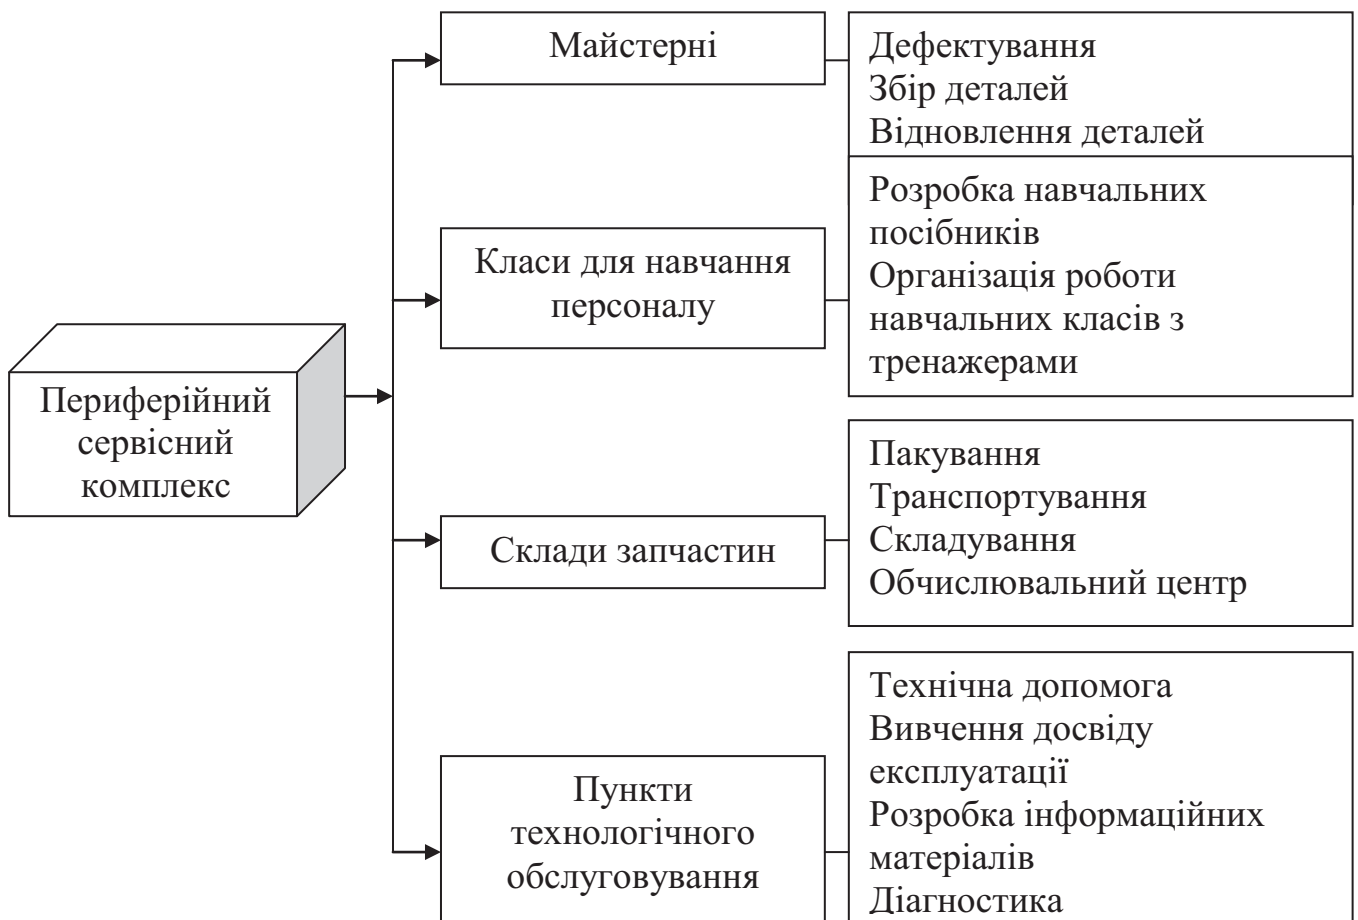 Майстерні
Дефектування
Збір деталей
Відновлення деталей
Класи для навчання
персоналу
Розробка навчальних
посібників
Організація роботи
навчальних класів з
тренажерами
Периферійний
сервісний
комплекс
Склади запчастин
Пакування
Транспортування
Складування
Обчислювальний центр
Пункти
технологічного
обслуговування
Технічна допомога
Вивчення досвіду
експлуатації
Розробка інформаційних
матеріалів
Діагностика